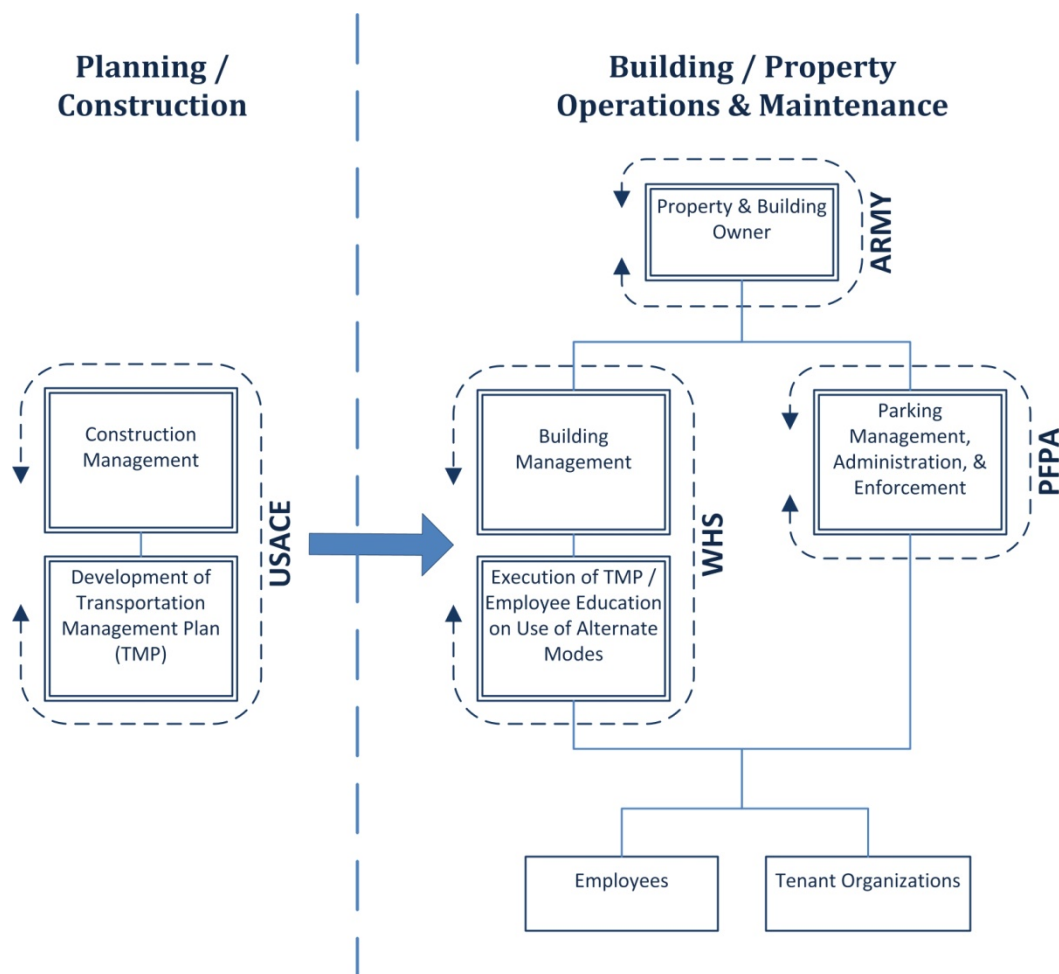 Planning /
Construction
Building / Property
Operations & Maintenance
Property & Building
Owner
ARMY
Construction
Management
Development of
Transportation
Management Plan
(TMP)
USACE
Building
Management
Execution of TMP /
Employee Education
on Use of Alternate
Modes
WHS
Parking
Management,
Administration, &
Enforcement
PFPA
Employees
Tenant Organizations